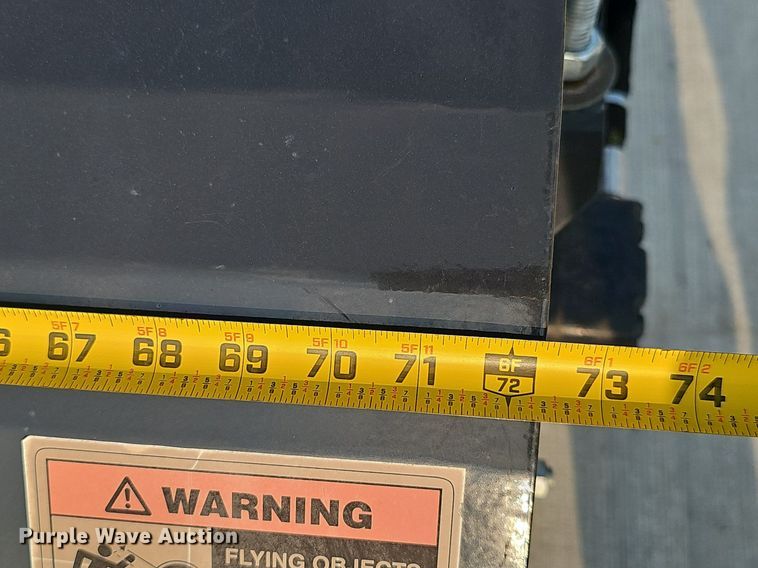 5F7 5F8 5F9 5F10 5F11 6F 6F1 6F2
67 68 69 70 71 72 73 74
WARNING
Purple Wave Auction
FLYING OBJECTS